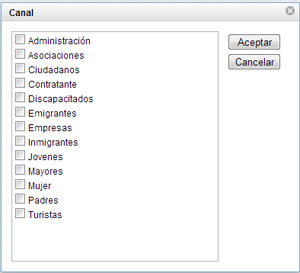 Canal
Administración
Asociaciones
Ciudadanos
Contratante
Discapacitados
Emigrantes
Empresas
Inmigrantes
Jovenes
Mayores
Mujer
Padres
Turistas
Aceptar
Cancelar